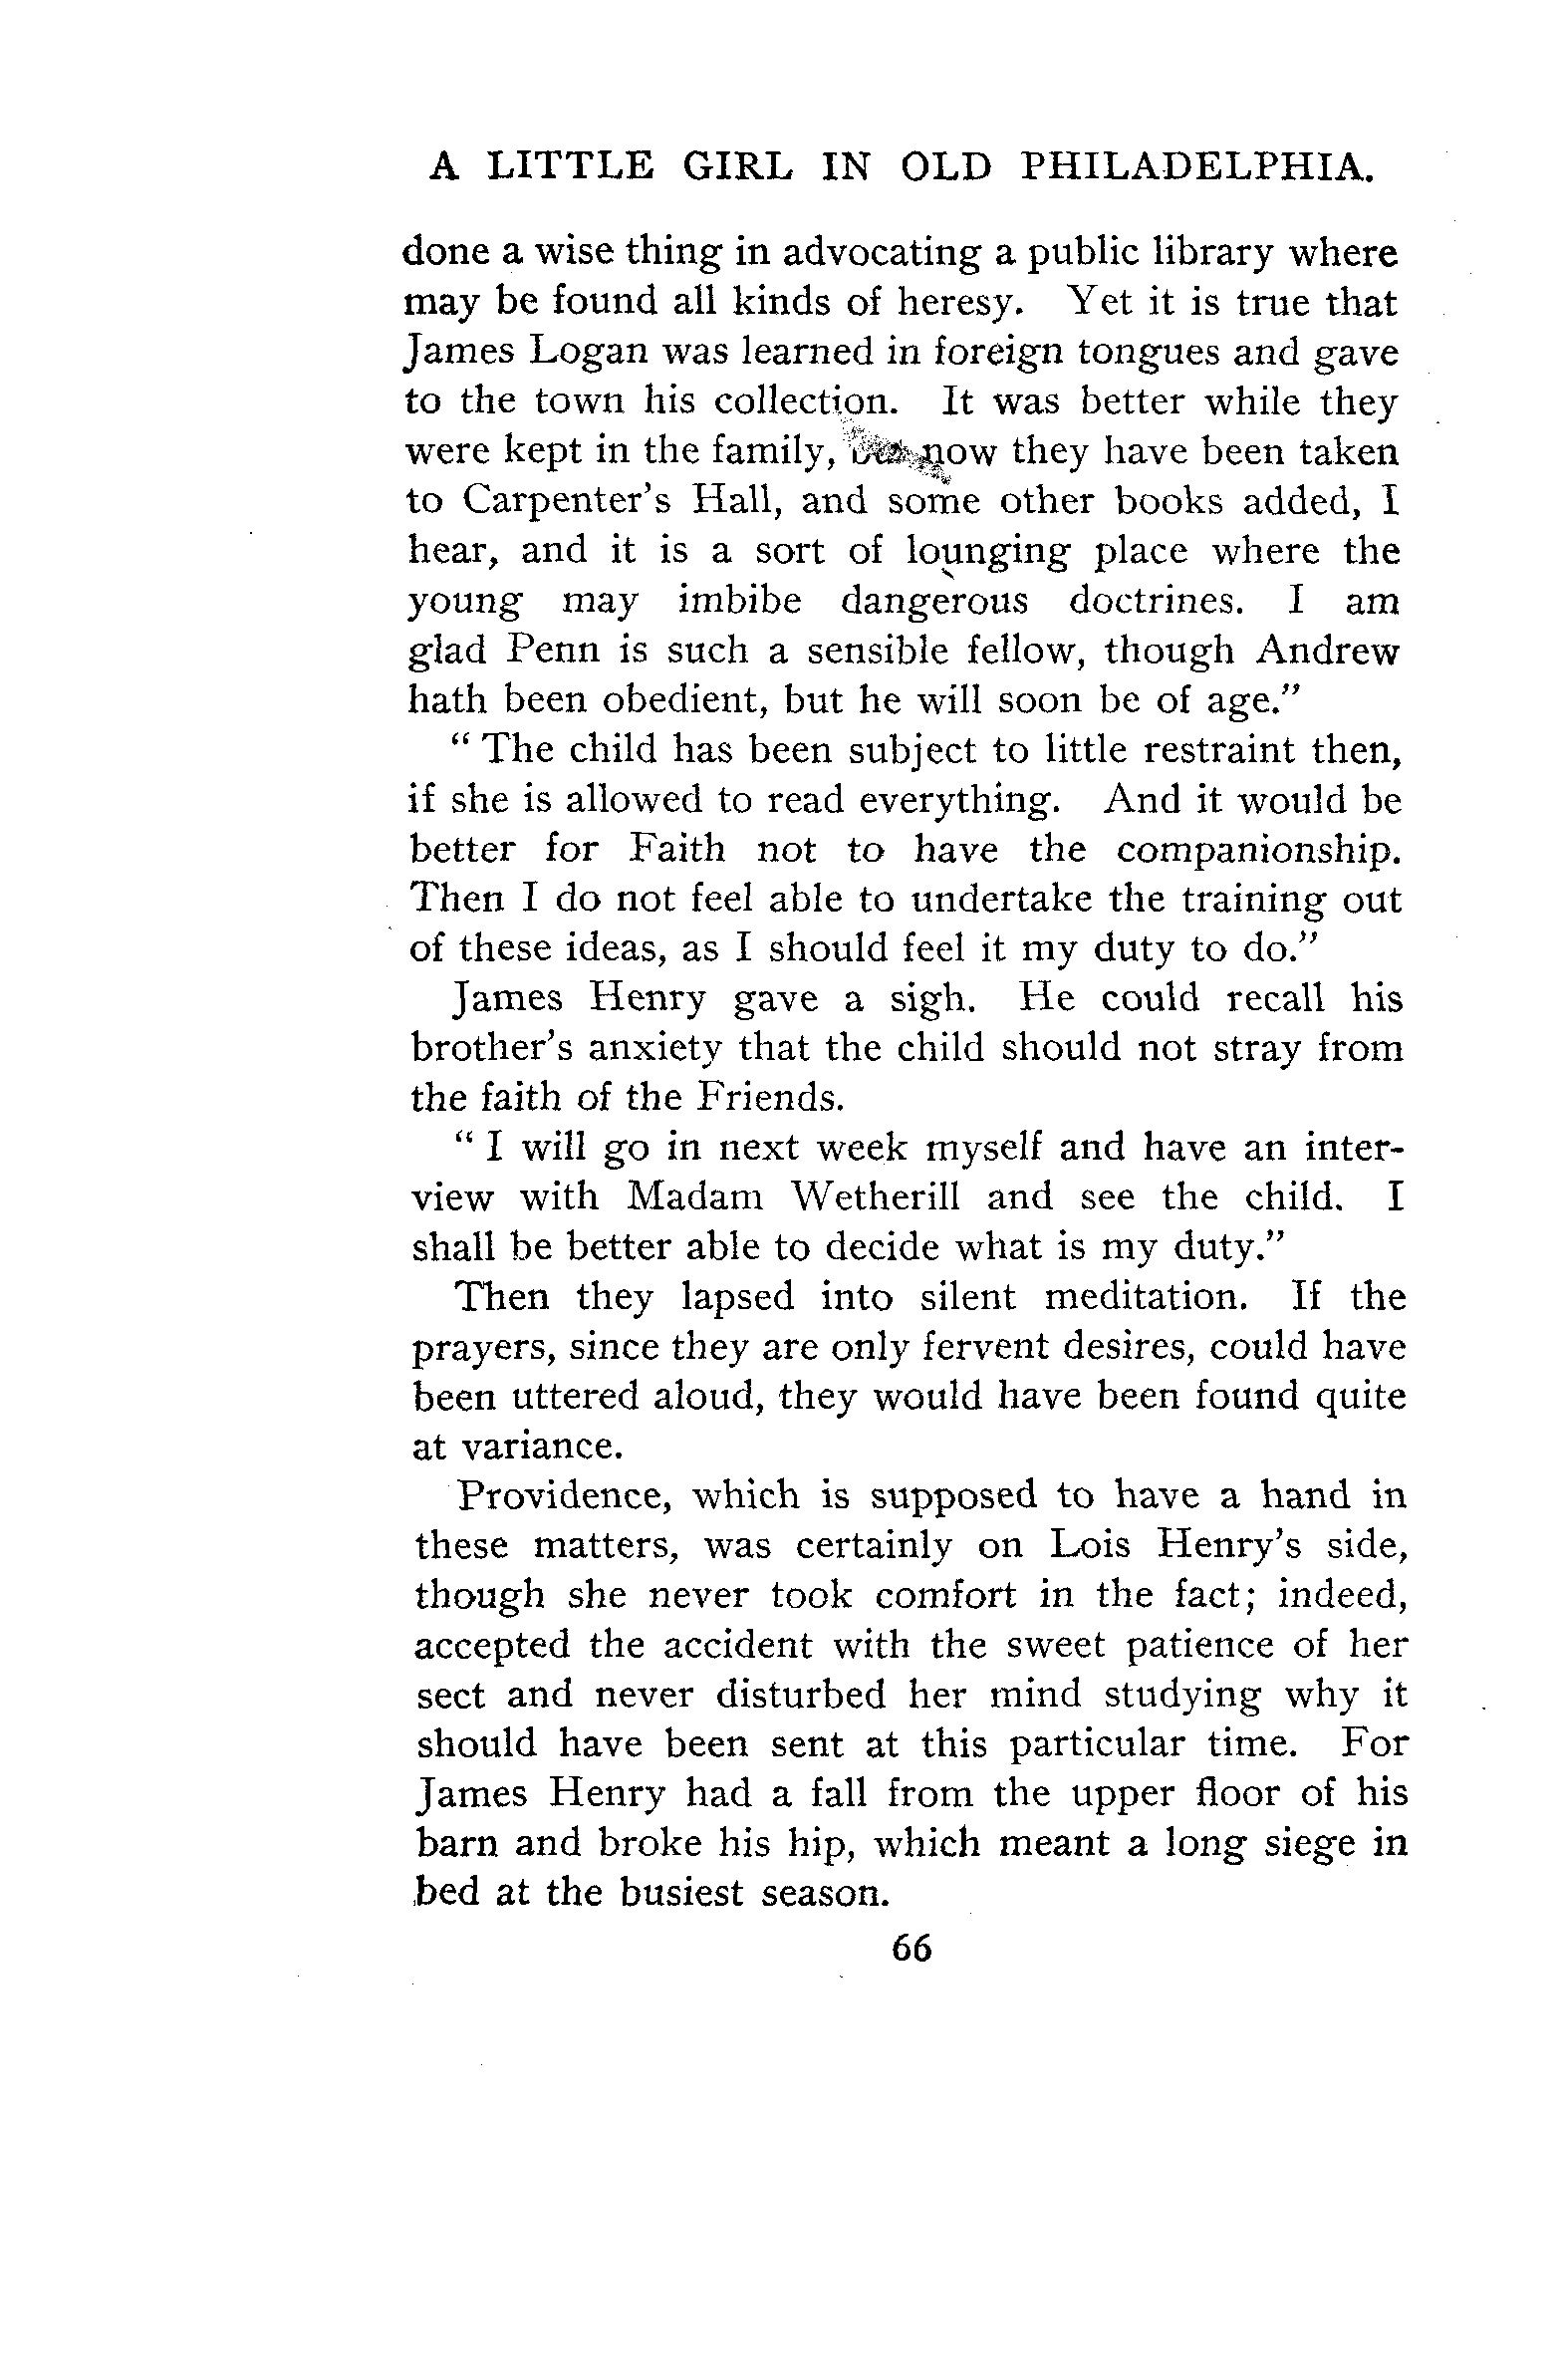 A LITTLE GIRL IN OLD PHILADELPHIA.
done a wise thing in advocating a public library where
may be found all kinds of heresy. Yet it is true that
James Logan was learned in foreign tongues and gave
to the town his collection. It was better while they
were kept in the family, but now they have been taken
to Carpenter's Hall, and some other books added, I
hear, and it is a sort of lounging place where the
young may imbibe dangerous doctrines. I am
glad Penn is such a sensible fellow, though Andrew
hath been obedient, but he will soon be of age."
" The child has been subject to little restraint then,
if she is allowed to read everything. And it would be
better for Faith not to have the companionship.
Then I do not feel able to undertake the training out
of these ideas, as I should feel it my duty to do."
James Henry gave a sigh. He could recall his
brother's anxiety that the child should not stray from
the faith of the Friends.
" I will go in next week myself and have an inter-
view with Madam Wetherill and see the child. I
shall be better able to decide what is my duty."
Then they lapsed into silent meditation. If the
prayers, since they are only fervent desires, could have
been uttered aloud, they would have been found quite
at variance.
Providence, which is supposed to have a hand in
these matters, was certainly on Lois Henry's side,
though she never took comfort in the fact; indeed,
accepted the accident with the sweet patience of her
sect and never disturbed her mind studying why it
should have been sent at this particular time. For
James Henry had a fall from the upper floor of his
barn and broke his hip, which meant a long siege in
bed at the busiest season.
66